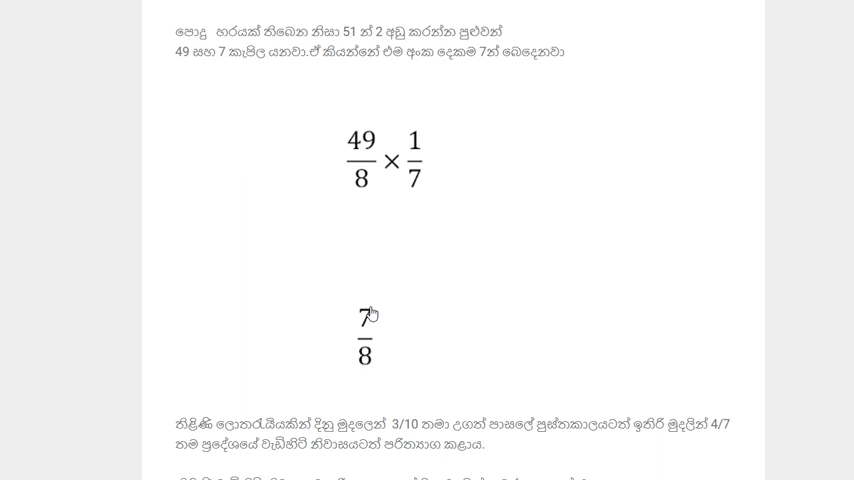 පොදු හරයක් තිබෙන නිසා 51 න් 2 අඩු කරන්න පුළුවන්
49 සහ 7 කැපිල යනවා.ඒ කියන්නේ එම අංක දෙකම 7න් බෙදෙනවා
49/8 × 1/7
7/8
තිළිණි ලොතරැයියකින් දිනු මුදලෙන් 3/10 තමා උගත් පාසලේ පුස්තකාලයටත් ඉතිරි මුදලින් 4/7
තම ප්‍රදේශයේ වැඩිහිටි නිවාසයටත් පරිත්‍යාග කළාය.